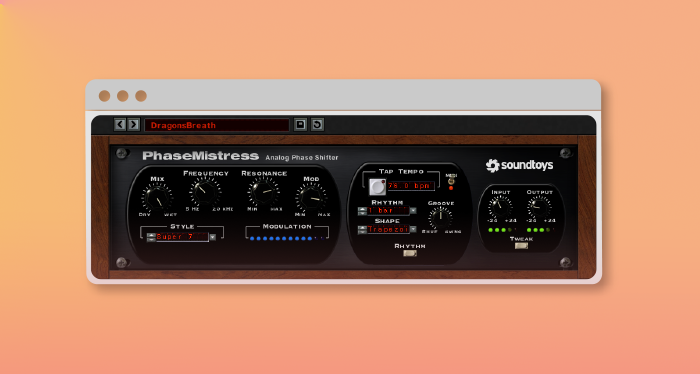 DragonsBreath
PhaseMistress Analog Phase Shifter
soundtoys
Mix
Frequency
Resonance
Mod
DRY WET
5 Hz 20 kHz
Min Max
Min Max
Style
Super 7
Modulation
Tap Tempo
MIDI
75.0 bpm
Rhythm
1 bar
Groove
Shape
Trapezoi
Shuf swing
Rhythm
Input
Output
-24 +24
-24 +24
Tweak